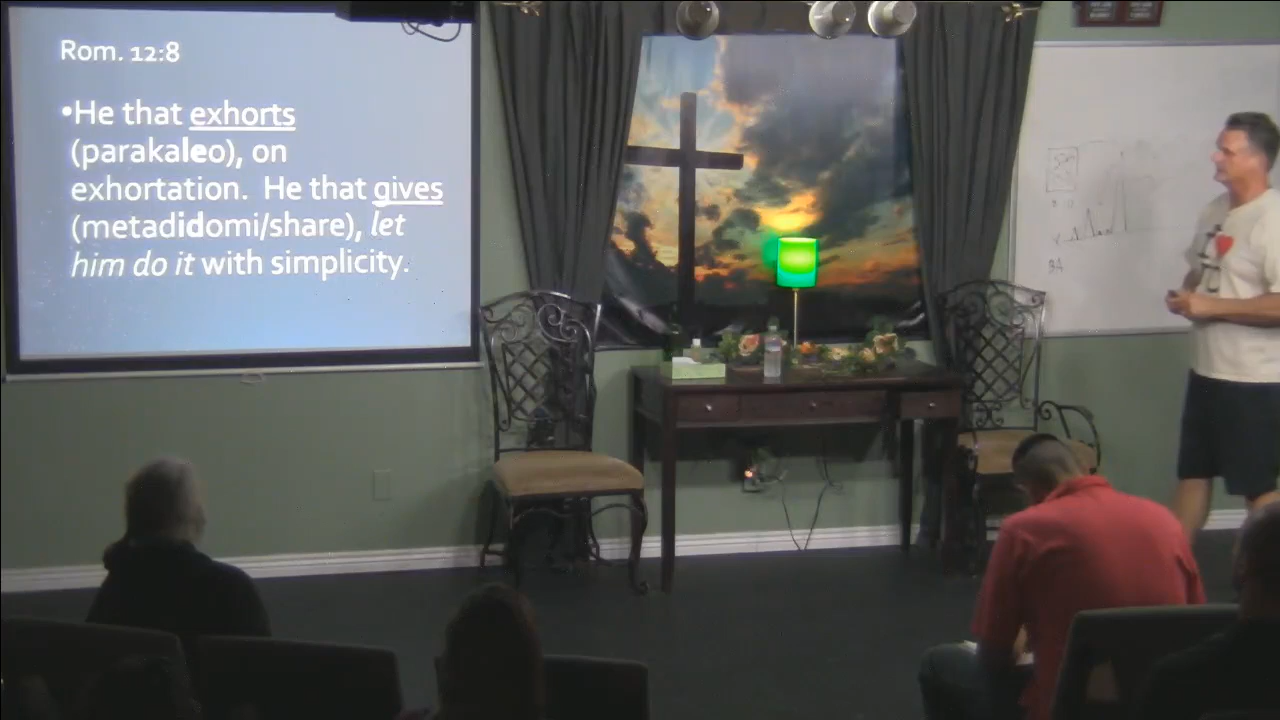 Rom. 12:8
•He that exhorts
(parakaleo), on
exhortation. He that gives
(metadidomi/share), let
him do it with simplicity.